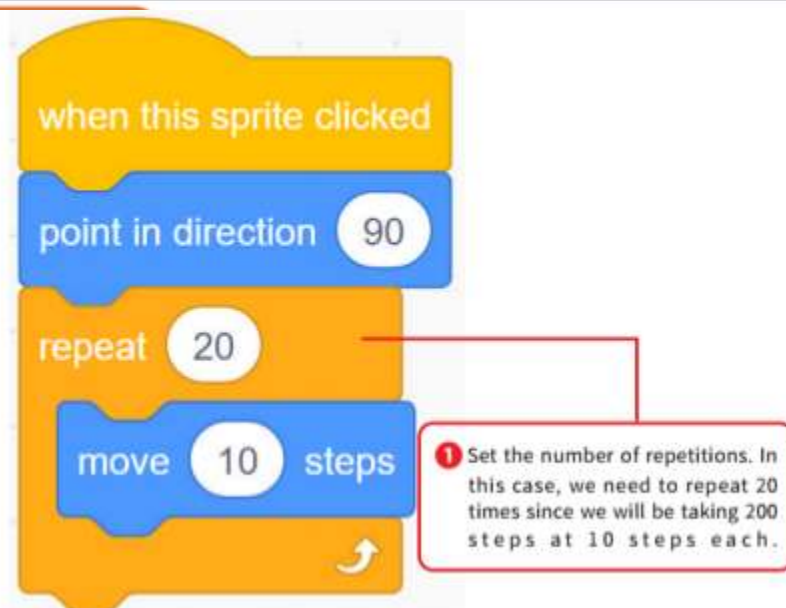 when this sprite clicked
point in direction 90
repeat 20
move 10 steps
1 Set the number of repetitions. In
this case, we need to repeat 20
times since we will be taking 200
steps at 10 steps each.